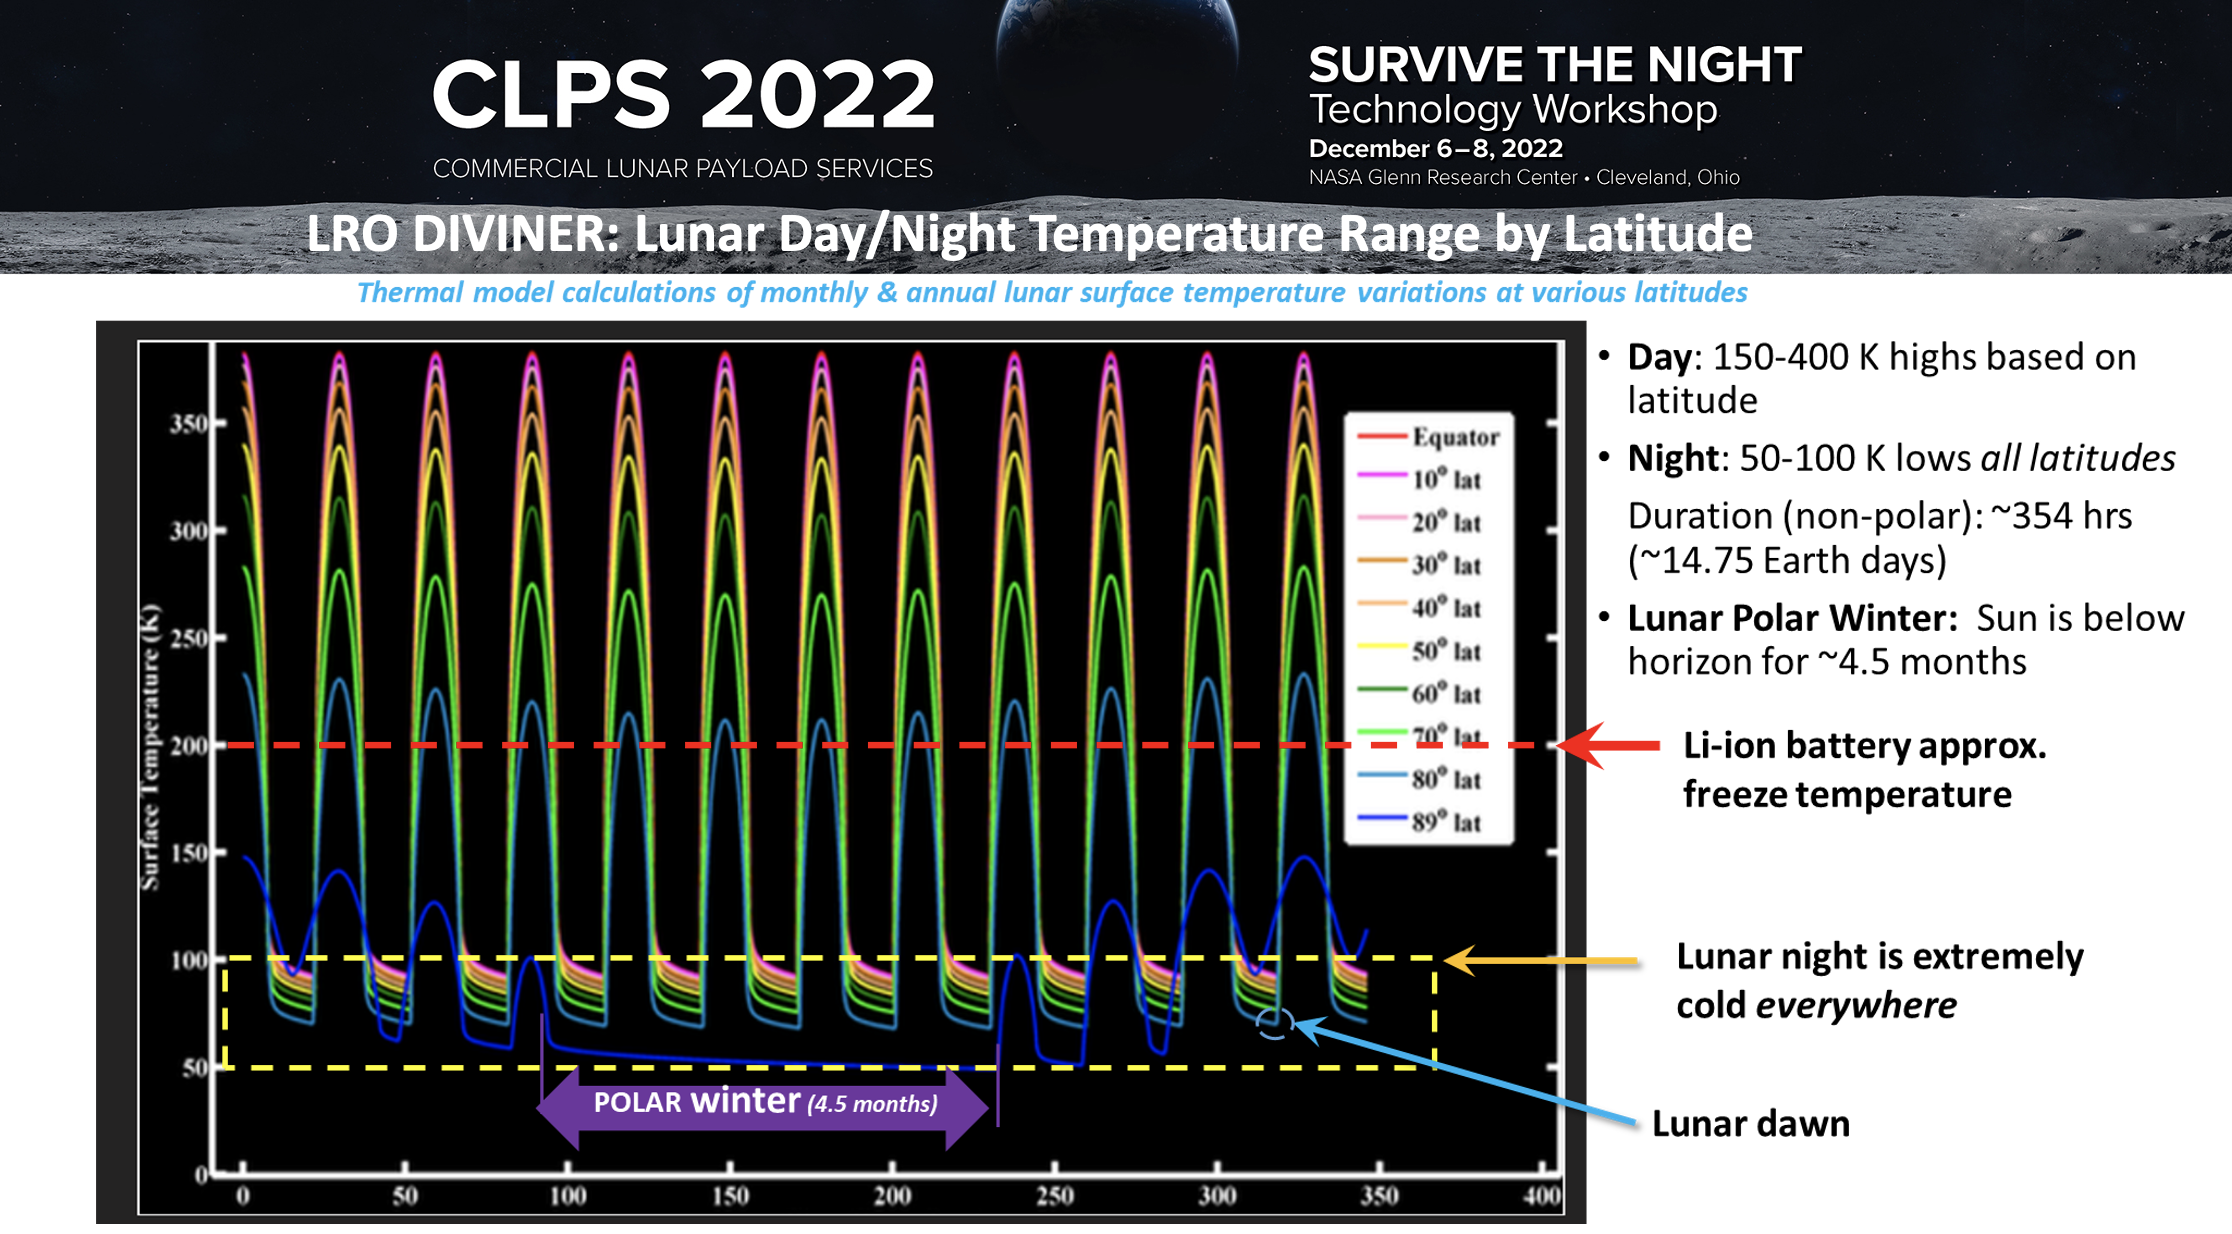 CLPS 2022
COMMERCIAL LUNAR PAYLOAD SERVICES
SURVIVE THE NIGHT
Technology Workshop
December 6–8, 2022
NASA Glenn Research Center • Cleveland, Ohio
LRO DIVINER: Lunar Day/Night Temperature Range by Latitude
Thermal model calculations of monthly & annual lunar surface temperature variations at various latitudes
Surface Temperature (K)
350
300
250
200
150
100
50
0
0 50 100 150 200 250 300 350 400
Equator
10° lat
20° lat
30° lat
40° lat
50° lat
60° lat
70° lat
80° lat
89° lat
POLAR winter (4.5 months)
• Day: 150-400 K highs based on
latitude
• Night: 50-100 K lows all latitudes
Duration (non-polar): ~354 hrs
(~14.75 Earth days)
• Lunar Polar Winter: Sun is below
horizon for ~4.5 months
Li-ion battery approx.
freeze temperature
Lunar night is extremely
cold everywhere
Lunar dawn